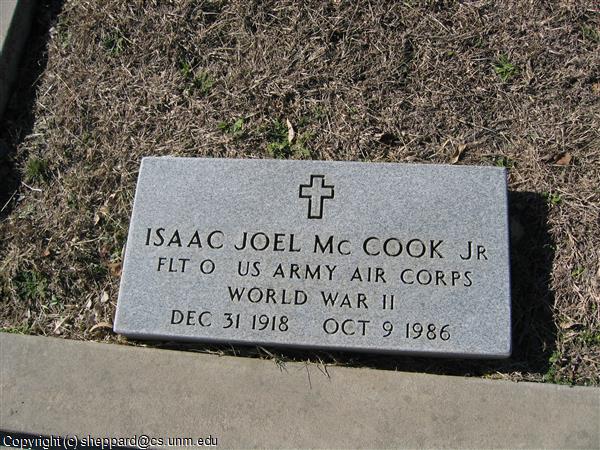 ISAAC JOEL Mc COOK JR
FLT O US ARMY AIR CORPS
WORLD WAR II
DEC 31 1918 OCT 9 1986
Copyright (c) sheppard@cs.unm.edu